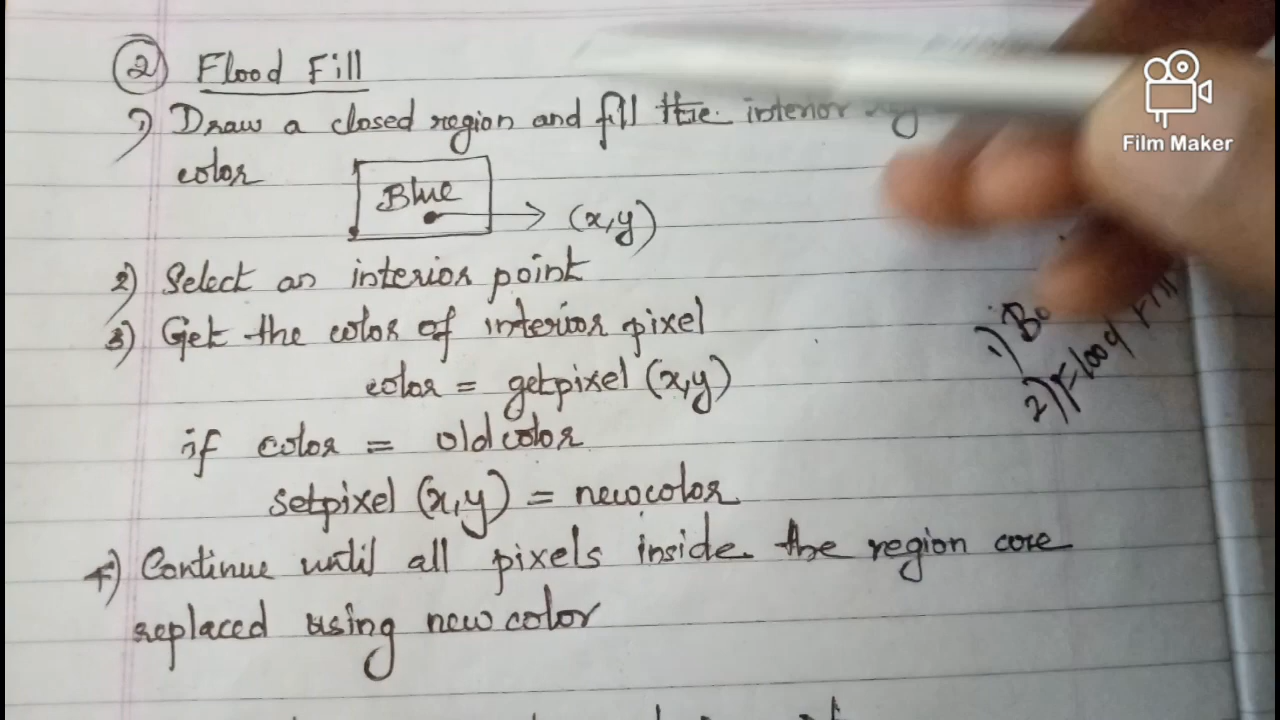 2) Flood Fill
1) Draw a closed region and fill the interior
color
Blue
(x,y)
2) Select an interior point
3) Get the color of interior pixel
color = getpixel (x,y)
if color = oldcolor
setpixel (x,y) = newcolor
4) Continue until all pixels inside the region are
replaced using new color
1) Bo
2) Flood Fill
Film Maker